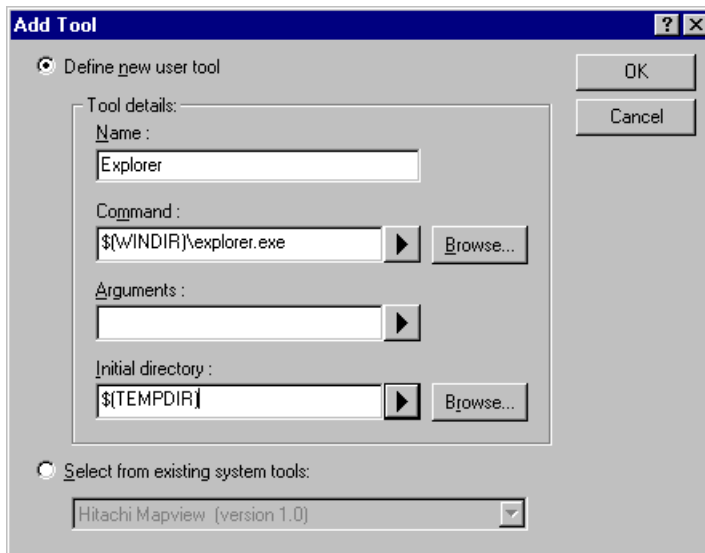 Add Tool
Define new user tool
OK
Tool details:
Cancel
Name :
Explorer
Command :
$(WINDIR)\explorer.exe
Browse...
Arguments :
Initial directory :
$(TEMPDIR)
Browse...
Select from existing system tools:
Hitachi Mapview (version 1.0)